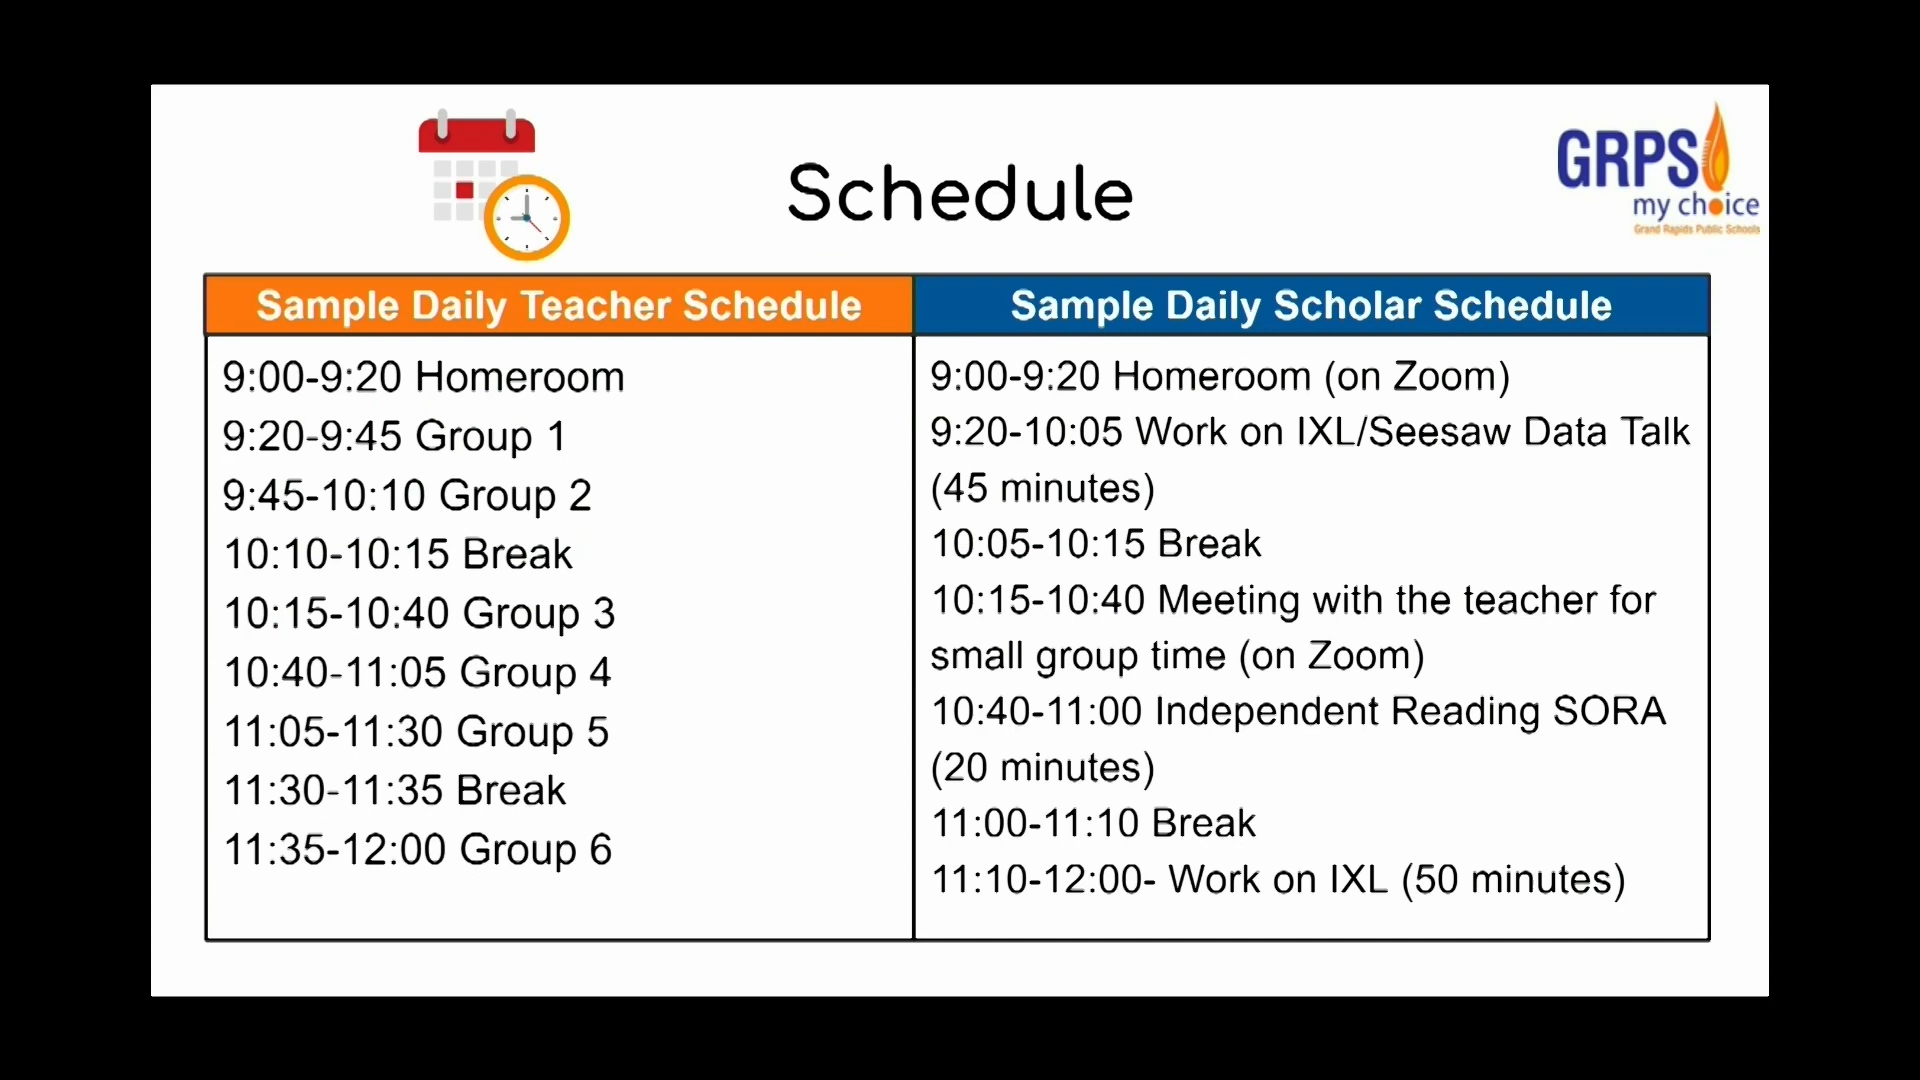 Schedule
GRPS
my choice
Grand Rapids Public Schools
Sample Daily Teacher Schedule
9:00-9:20 Homeroom
9:20-9:45 Group 1
9:45-10:10 Group 2
10:10-10:15 Break
10:15-10:40 Group 3
10:40-11:05 Group 4
11:05-11:30 Group 5
11:30-11:35 Break
11:35-12:00 Group 6
Sample Daily Scholar Schedule
9:00-9:20 Homeroom (on Zoom)
9:20-10:05 Work on IXL/Seesaw Data Talk
(45 minutes)
10:05-10:15 Break
10:15-10:40 Meeting with the teacher for
small group time (on Zoom)
10:40-11:00 Independent Reading SORA
(20 minutes)
11:00-11:10 Break
11:10-12:00- Work on IXL (50 minutes)